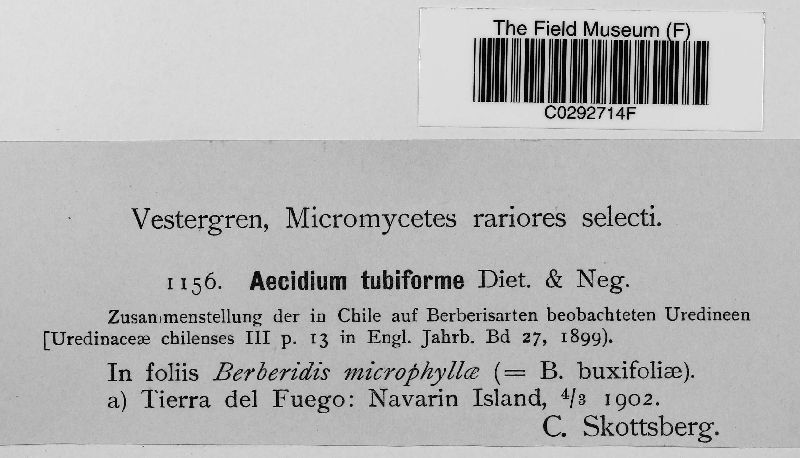 The Field Museum (F)
C0292714F
Vestergren, Micromycetes rariores selecti.
1156. Aecidium tubiforme Diet. & Neg.
Zusammenstellung der in Chile auf Berberisarten beobachteten Uredineen
[Uredinaceæ chilenses III p. 13 in Engl. Jahrb. Bd 27, 1899).
In foliis Berberidis microphyllæ (= B. buxifoliæ).
a) Tierra del Fuego: Navarin Island, 4/3 1902.
C. Skottsberg.